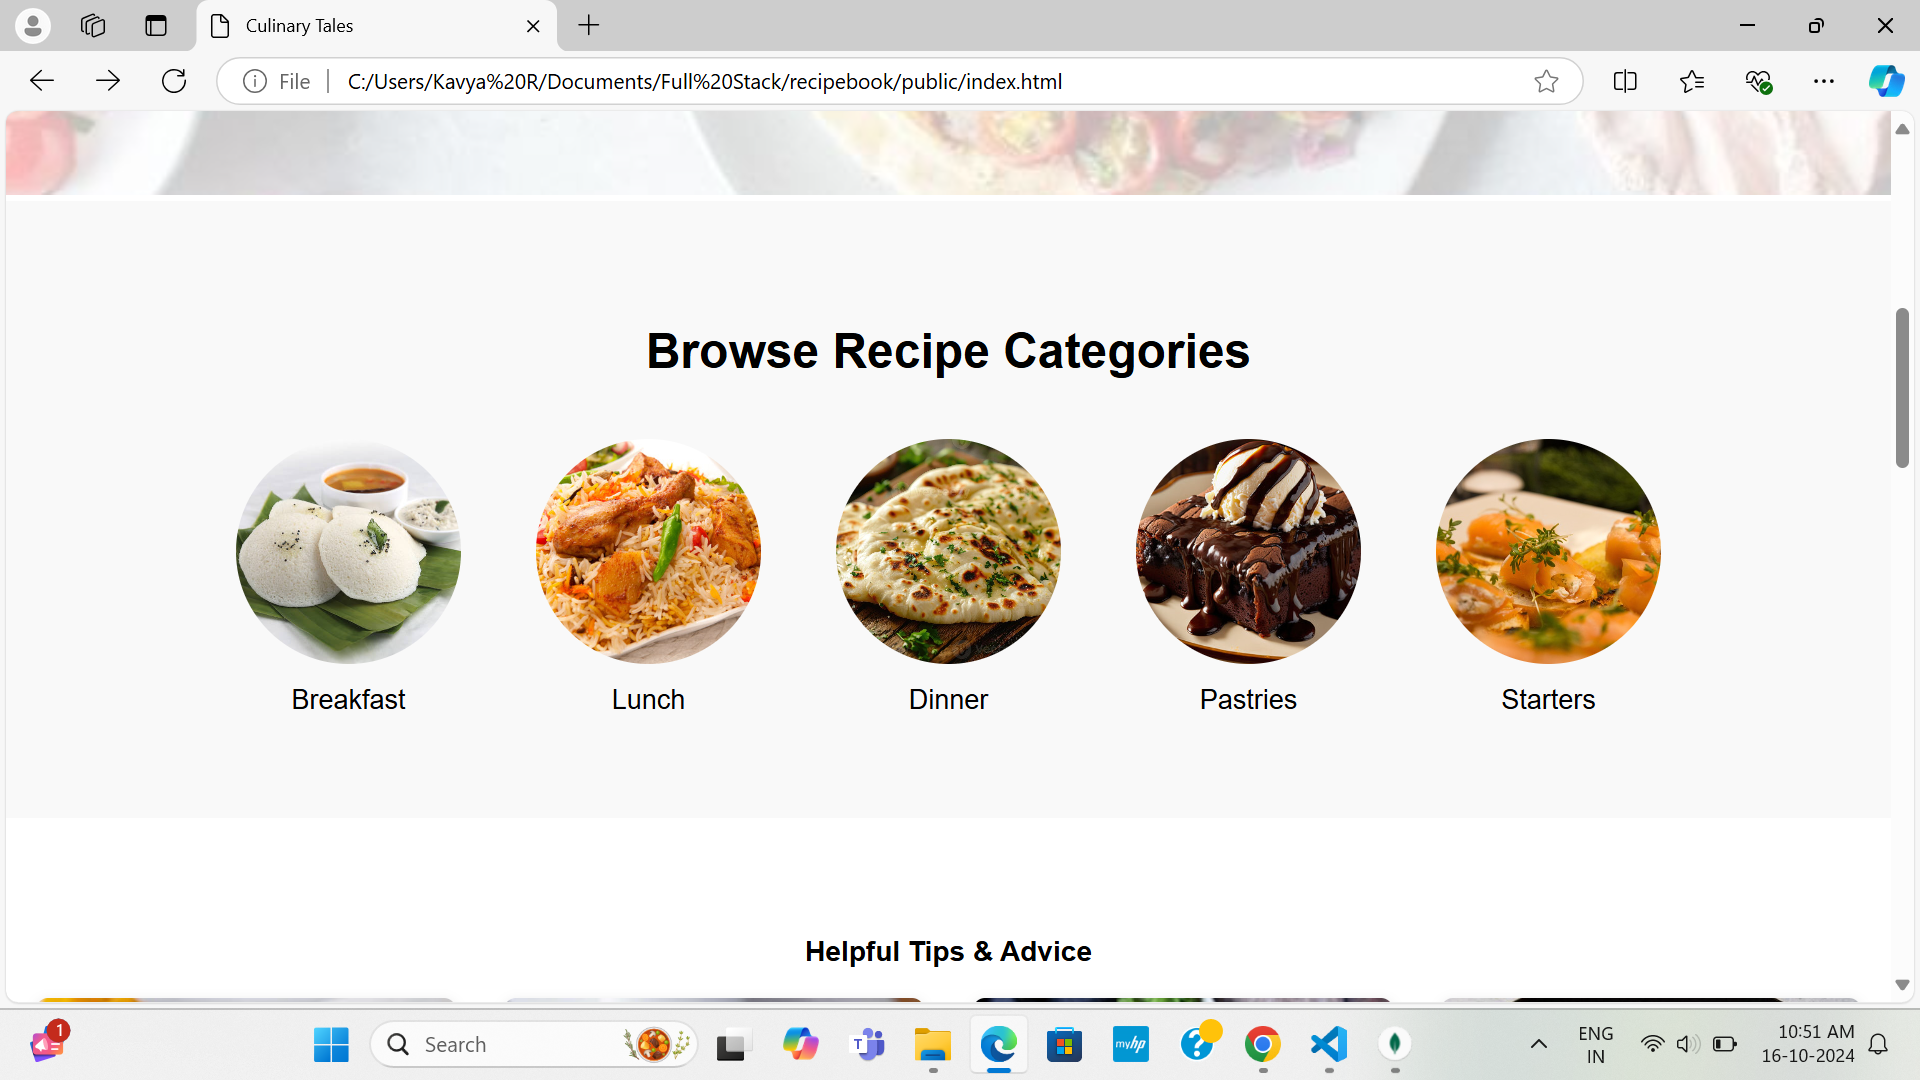 Culinary Tales
File
C:/Users/Kavya%20R/Documents/Full%20Stack/recipebook/public/index.html
Browse Recipe Categories
Breakfast
Lunch
Dinner
Pastries
Starters
Helpful Tips & Advice
1
Search
T
myhp
?
ENG
IN
10:51 AM
16-10-2024